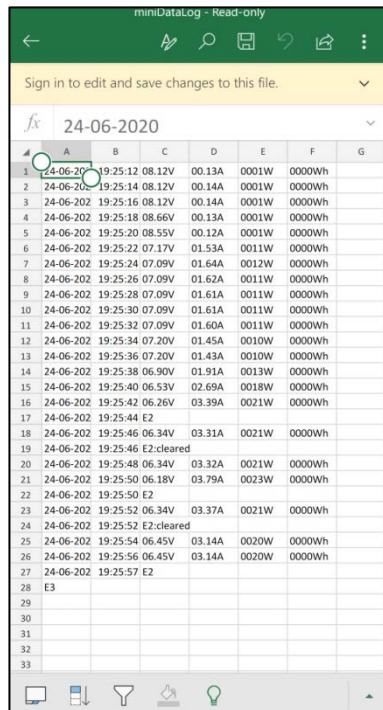 miniDataLog - Read-only
Sign in to edit and save changes to this file.
fx 24-06-2020
A B C D E F G
1 24-06-202 19:25:12 08.12V 00.13A 0001W 0000Wh
2 24-06-202 19:25:14 08.12V 00.14A 0001W 0000Wh
3 24-06-202 19:25:16 08.12V 00.14A 0001W 0000Wh
4 24-06-202 19:25:18 08.66V 00.13A 0001W 0000Wh
5 24-06-202 19:25:20 08.55V 00.12A 0001W 0000Wh
6 24-06-202 19:25:22 07.17V 01.53A 0011W 0000Wh
7 24-06-202 19:25:24 07.09V 01.64A 0012W 0000Wh
8 24-06-202 19:25:26 07.09V 01.62A 0011W 0000Wh
9 24-06-202 19:25:28 07.09V 01.61A 0011W 0000Wh
10 24-06-202 19:25:30 07.09V 01.61A 0011W 0000Wh
11 24-06-202 19:25:32 07.09V 01.60A 0011W 0000Wh
12 24-06-202 19:25:34 07.20V 01.45A 0010W 0000Wh
13 24-06-202 19:25:36 07.20V 01.43A 0010W 0000Wh
14 24-06-202 19:25:38 06.90V 01.91A 0013W 0000Wh
15 24-06-202 19:25:40 06.53V 02.69A 0018W 0000Wh
16 24-06-202 19:25:42 06.26V 03.39A 0021W 0000Wh
17 24-06-202 19:25:44 E2
18 24-06-202 19:25:46 06.34V 03.31A 0021W 0000Wh
19 24-06-202 19:25:46 E2:cleared
20 24-06-202 19:25:48 06.34V 03.32A 0021W 0000Wh
21 24-06-202 19:25:50 06.18V 03.79A 0023W 0000Wh
22 24-06-202 19:25:50 E2
23 24-06-202 19:25:52 06.34V 03.37A 0021W 0000Wh
24 24-06-202 19:25:52 E2:cleared
25 24-06-202 19:25:54 06.45V 03.14A 0020W 0000Wh
26 24-06-202 19:25:56 06.45V 03.14A 0020W 0000Wh
27 24-06-202 19:25:57 E2
28 E3
29
30
31
32
33